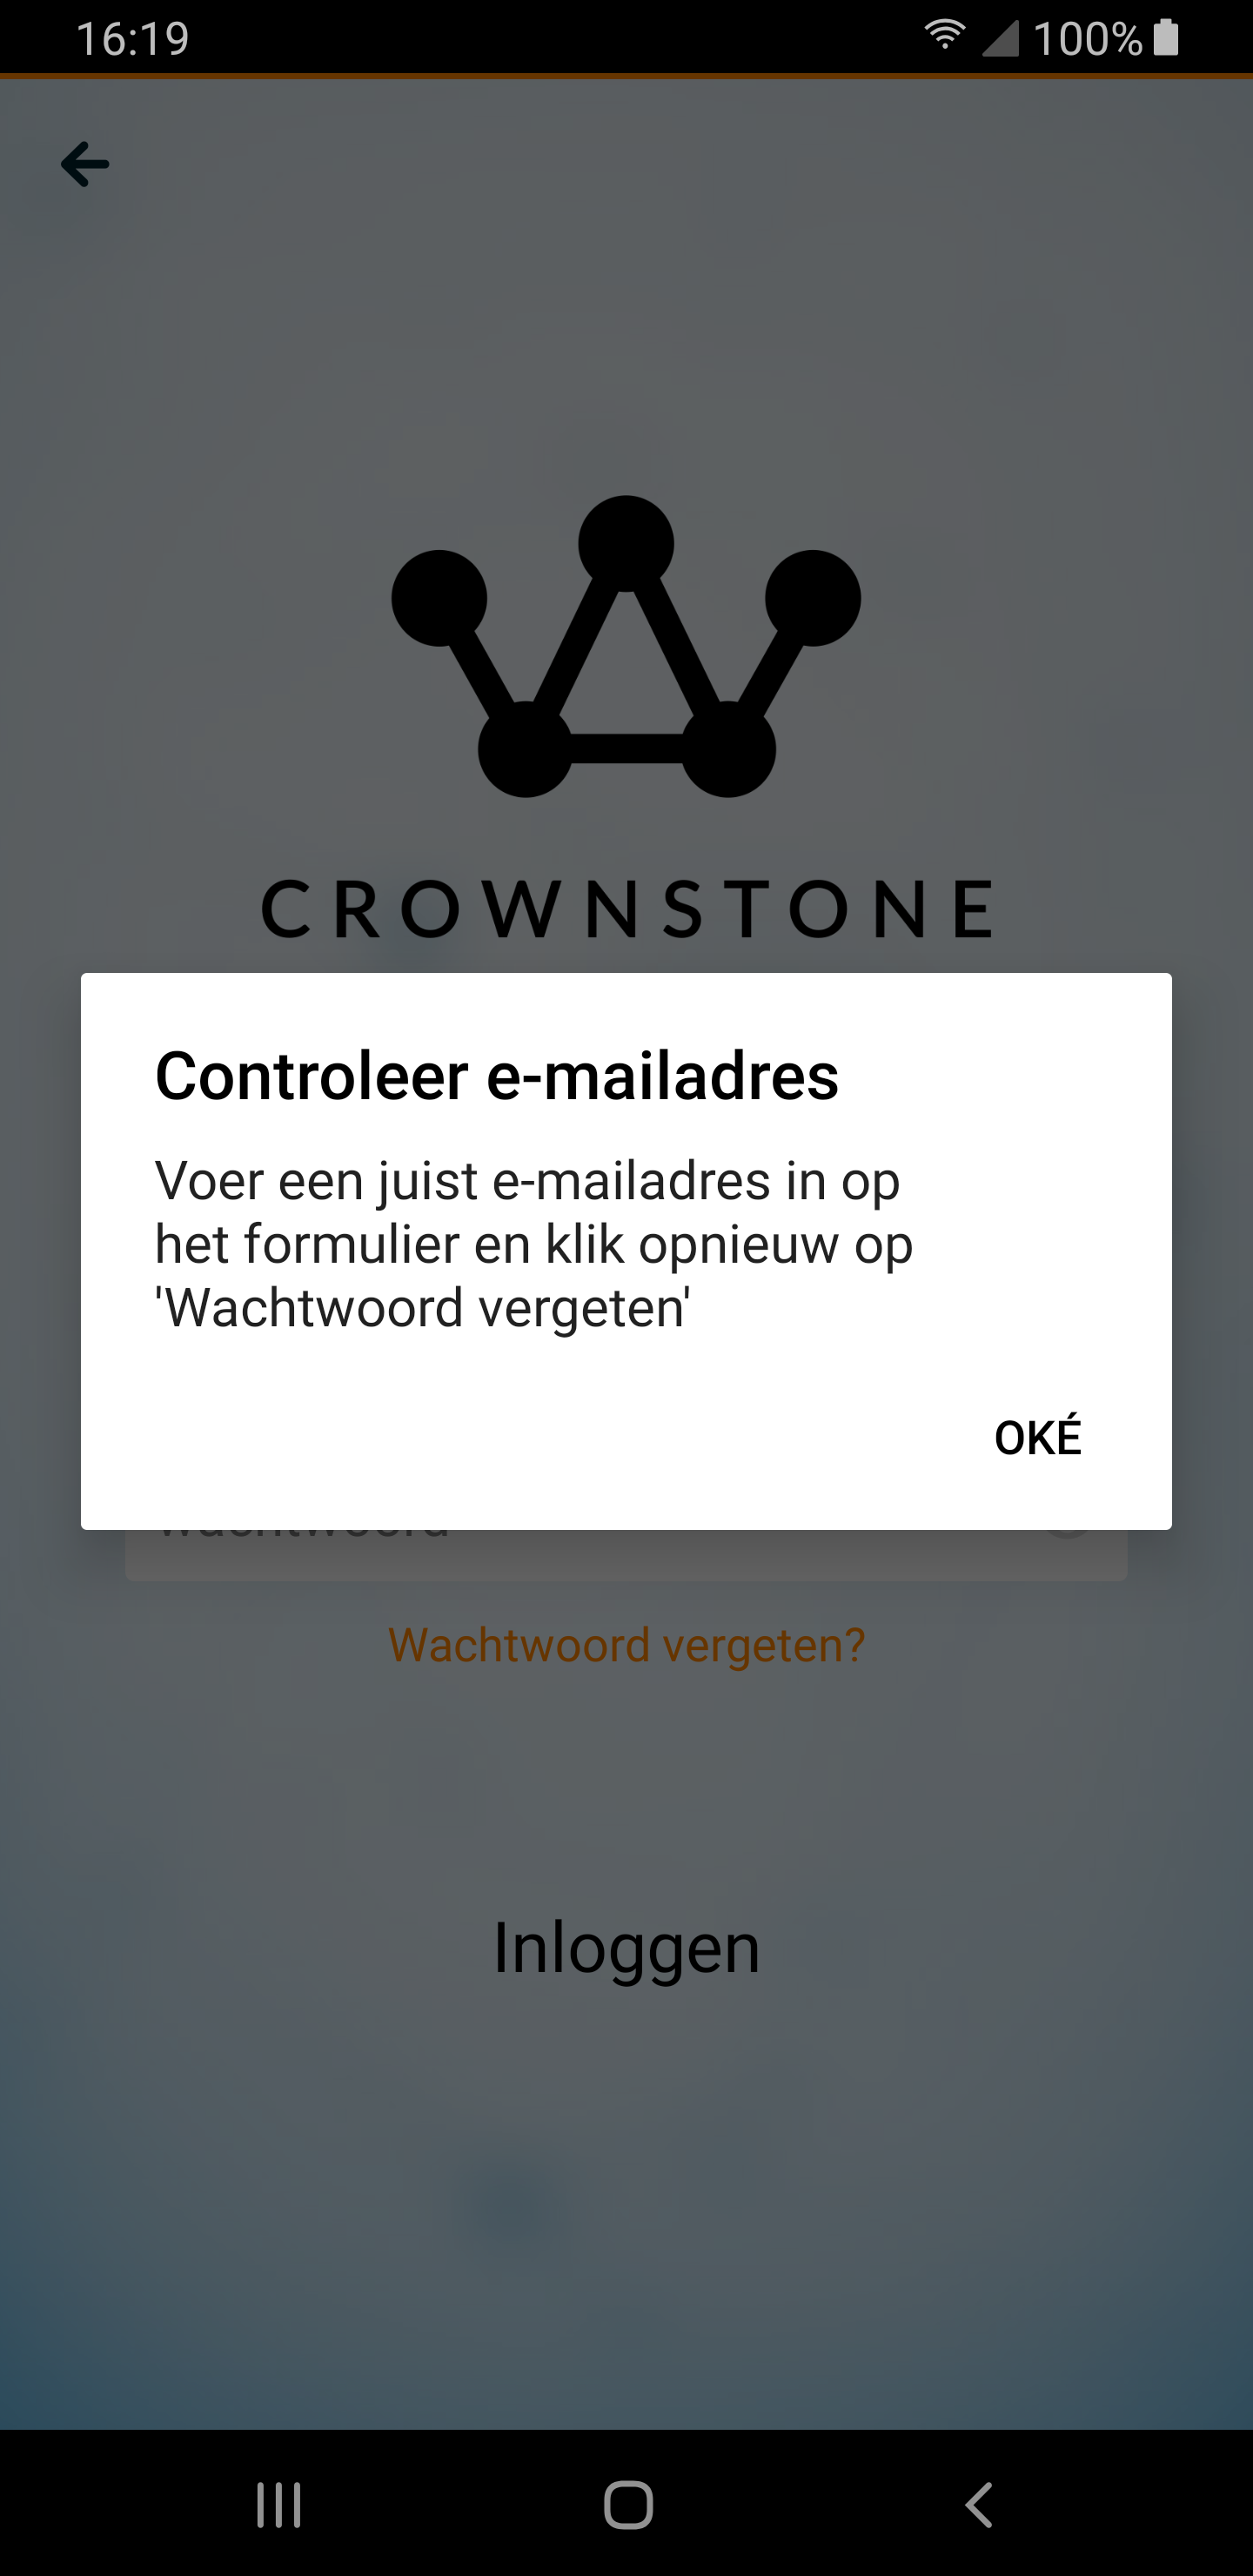 16:19
100%
CROWNSTONE
Controleer e-mailadres
Voer een juist e-mailadres in op
het formulier en klik opnieuw op
'Wachtwoord vergeten'
OKÉ
Wachtwoord vergeten?
Inloggen